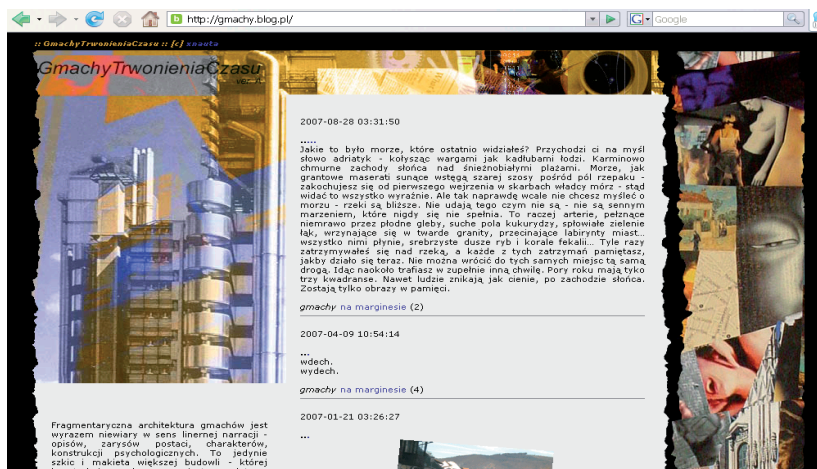 http://gmachy.blog.pl/
Google
:: GmachyTrwonieniaCzasu :: [c] xnauta
GmachyTrwonieniaCzasu
ver. A
2007-08-28 03:31:50
.....
Jakie to było morze, które ostatnio widziałeś? Przychodzi ci na myśl
słowo adriatyk - kołysząc wargami jak kadłubami łodzi. Karminowo
chmurne zachody słońca nad śnieżnobiałymi plażami. Morze, jak
grantowe maserati sunące wstęgą szarej szosy pośród pól rzepaku -
zakochujesz się od pierwszego wejrzenia w skarbach władcy mórz - stąd
widać to wszystko wyraźnie. Ale tak naprawdę wcale nie chcesz myśleć o
morzu - rzeki są bliższe. Nie udają tego czym nie są - nie są sennym
marzeniem, które nigdy się nie spełnia. To raczej arterie, pełznące
niemrawo przez płodne gleby, suche pola kukurydzy, spłowiałe zielenie
łąk, wrzynające się w twarde granity, przecinające labirynty miast...
wszystko nimi płynie, srebrzyste dusze ryb i korale fekalii... Tyle razy
zatrzymywałeś się nad rzeką, a każde z tych zatrzymań pamiętasz,
jakby działo się teraz. Nie można wrócić do tych samych miejsc tą samą
drogą. Idąc naokoło trafiasz w zupełnie inną chwilę. Pory roku mają tyko
trzy kwadranse. Nawet ludzie znikają jak cienie, po zachodzie słońca.
Zostają tylko obrazy w pamięci.
gmachy na marginesie (2)
2007-04-09 10:54:14
...
wdech.
wydech.
gmachy na marginesie (4)
2007-01-21 03:26:27
...
Fragmentaryczna architektura gmachów jest
wyrazem niewiary w sens linernej narracji -
opisów, zarysów postaci, charakterów,
konstrukcji psychologicznych. To jedynie
szkic i makieta większej budowli - której